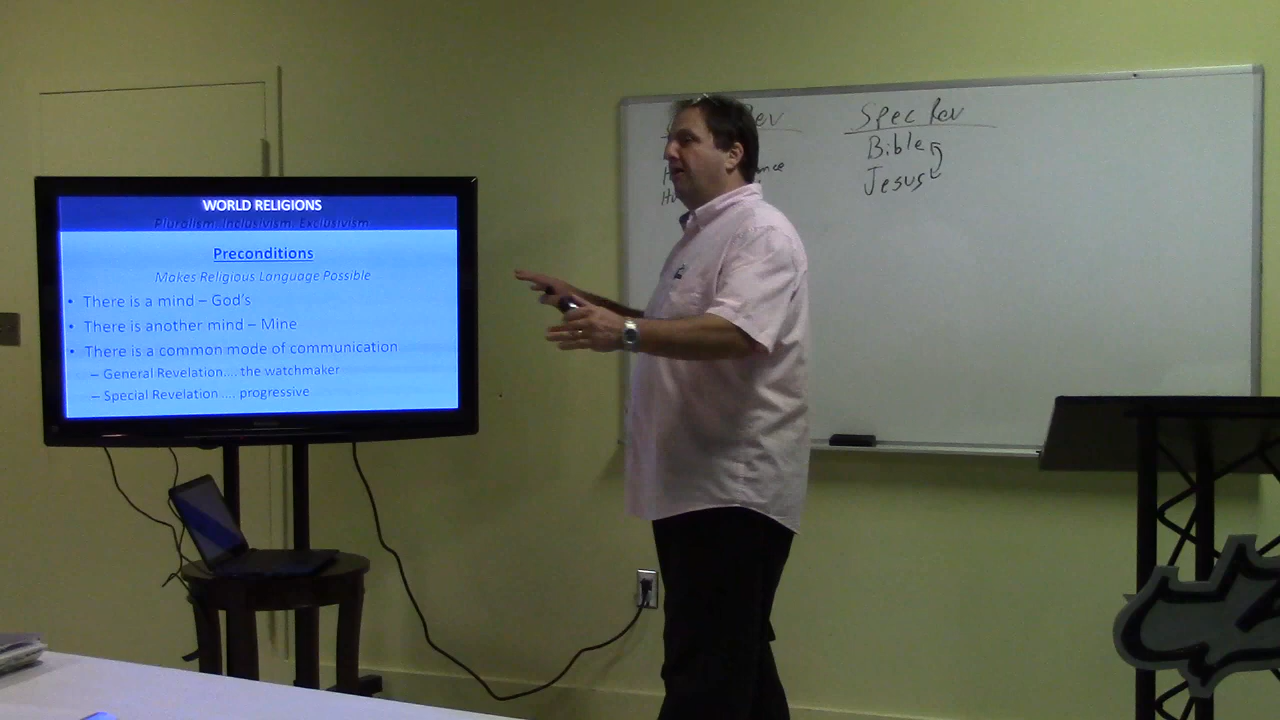 WORLD RELIGIONS
Pluralism, Inclusivism, Exclusivism
Preconditions
Makes Religious Language Possible
• There is a mind – God's
• There is another mind – Mine
• There is a common mode of communication
– General Revelation.... the watchmaker
– Special Revelation .... progressive
Spec Rev
Bible
Jesus